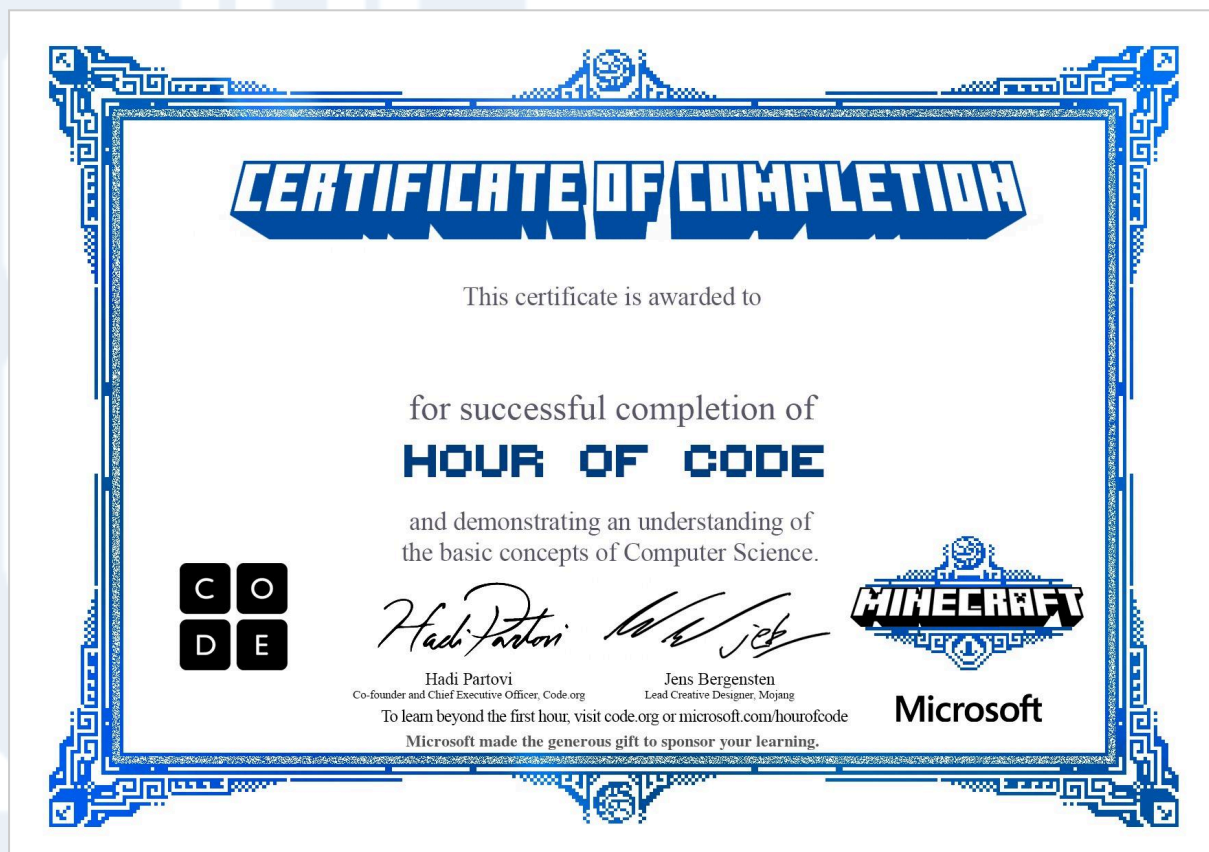 CERTIFICATE OF COMPLETION
This certificate is awarded to
for successful completion of
HOUR OF CODE
and demonstrating an understanding of
the basic concepts of Computer Science.
C O
D E
Hadi Partovi
jeb
MINECRAFT
Hadi Partovi
Co-founder and Chief Executive Officer, Code.org
Jens Bergensten
Lead Creative Designer, Mojang
Microsoft
To learn beyond the first hour, visit code.org or microsoft.com/hourofcode
Microsoft made the generous gift to sponsor your learning.